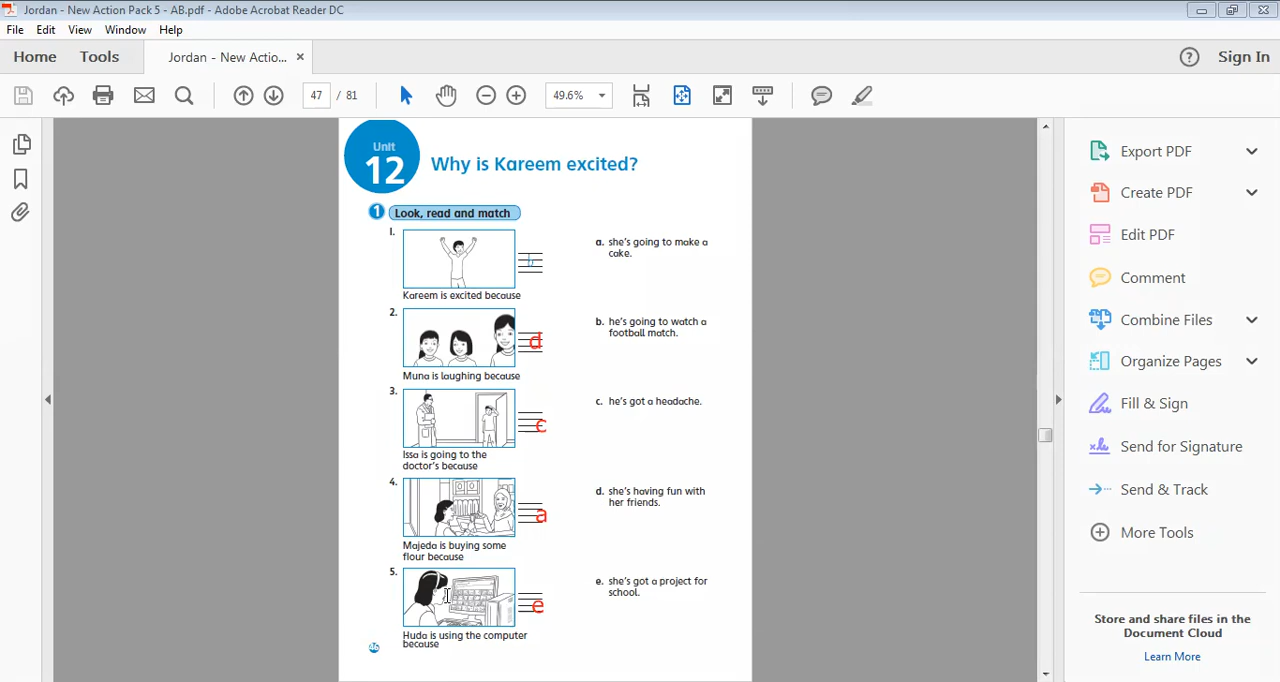 Jordan - New Action Pack 5 - AB.pdf - Adobe Acrobat Reader DC
File Edit View Window Help
Home Tools Jordan - New Actio... × Sign In
47 / 81 49.6%
Unit
12
Why is Kareem excited?
1 Look, read and match
1.
b
Kareem is excited because
a. she's going to make a
cake.
2.
d
Muna is laughing because
b. he's going to watch a
football match.
3.
c
Issa is going to the
doctor's because
c. he's got a headache.
4.
a
Majeda is buying some
flour because
d. she's having fun with
her friends.
5.
e
Huda is using the computer
because
e. she's got a project for
school.
46
Export PDF
Create PDF
Edit PDF
Comment
Combine Files
Organize Pages
Fill & Sign
Send for Signature
Send & Track
More Tools
Store and share files in the
Document Cloud
Learn More